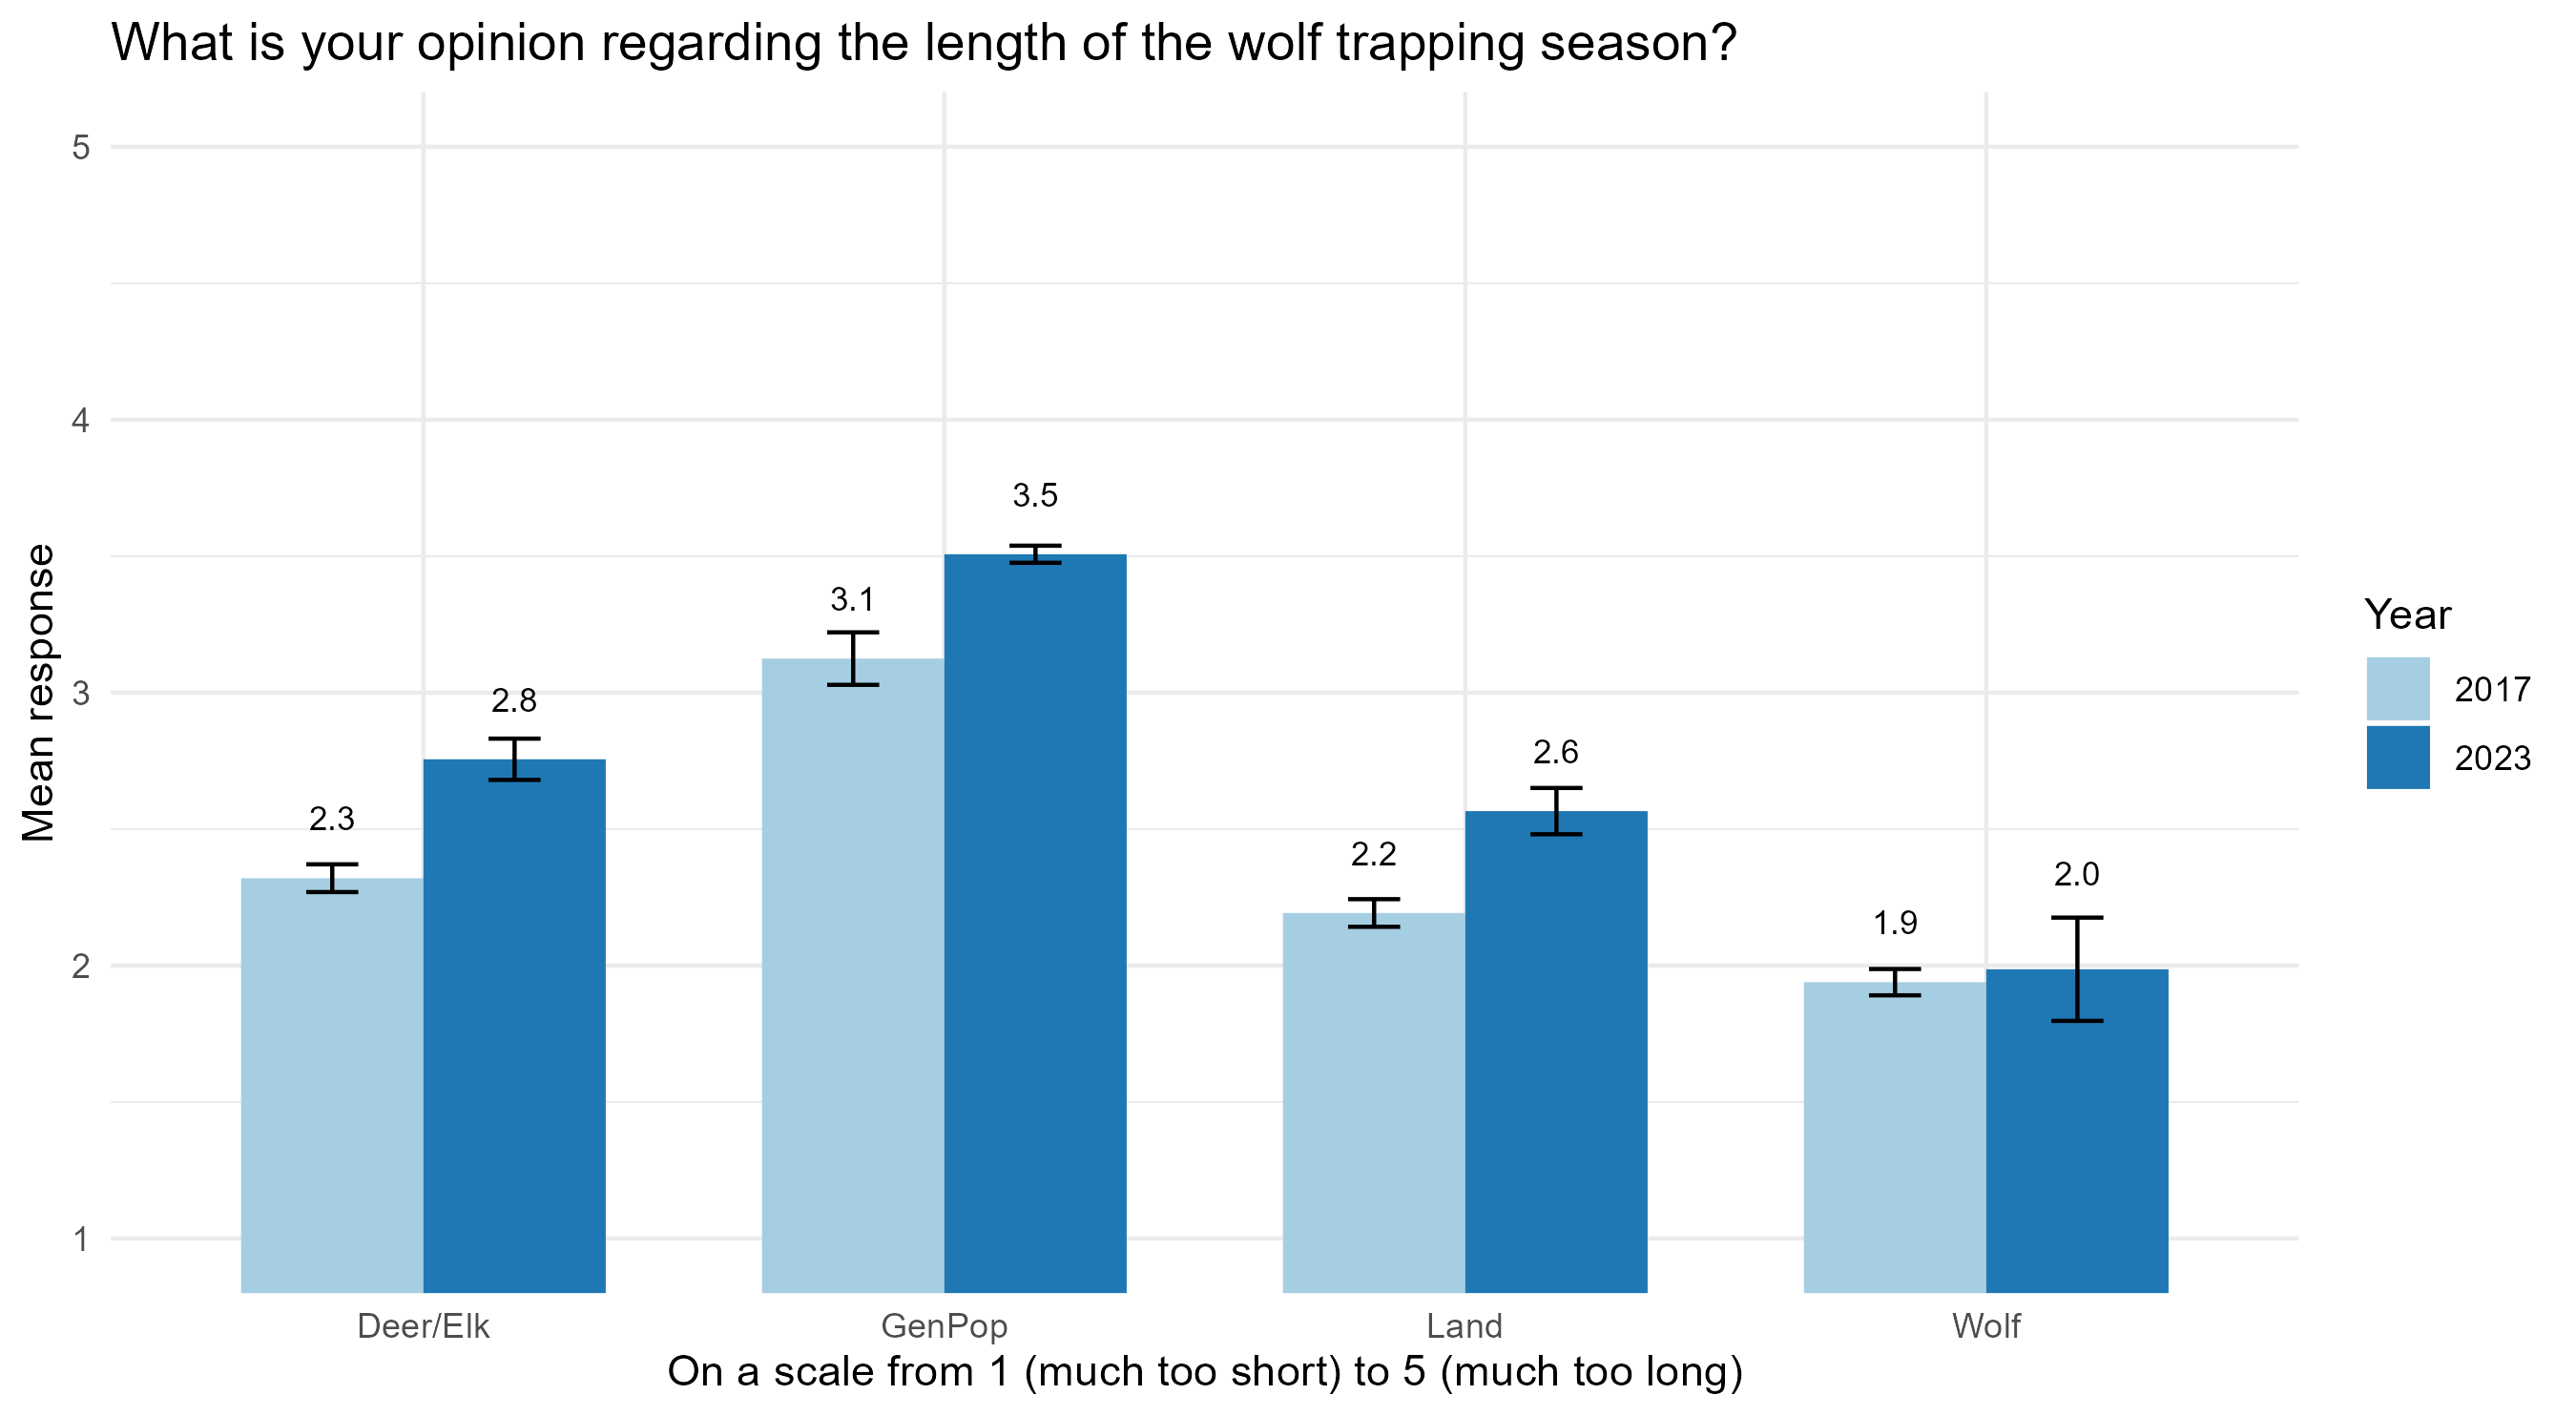 What is your opinion regarding the length of the wolf trapping season?
5
4
3
2
1
Mean response
2.3
2.8
3.1
3.5
2.2
2.6
1.9
2.0
Deer/Elk
GenPop
Land
Wolf
On a scale from 1 (much too short) to 5 (much too long)
Year
2017
2023